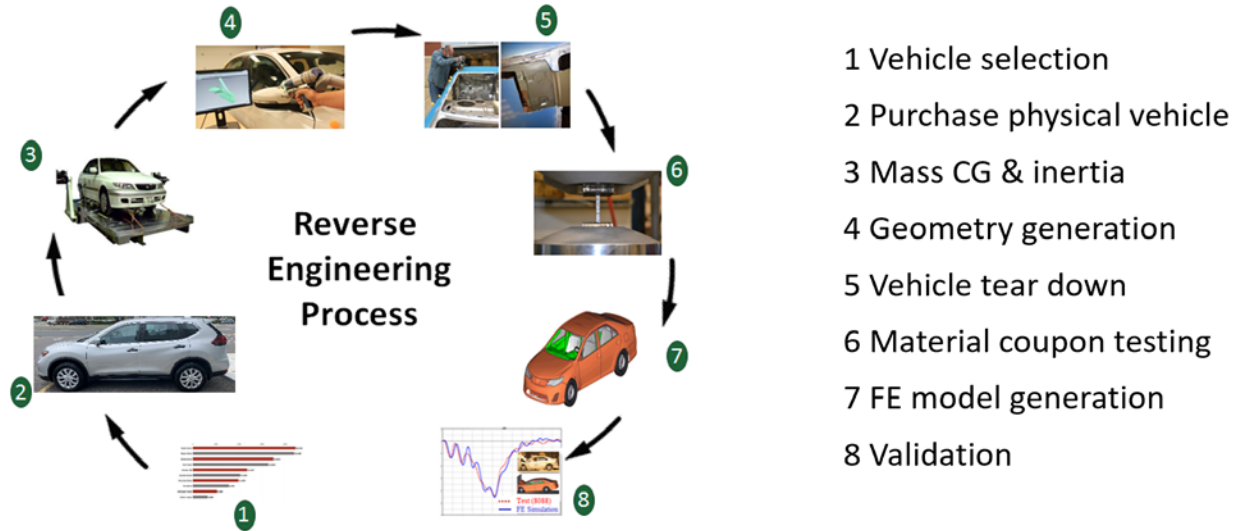 4
5
3
6
Reverse
Engineering
Process
7
2
1
8
Test (8088)
FE Simulation
1 Vehicle selection
2 Purchase physical vehicle
3 Mass CG & inertia
4 Geometry generation
5 Vehicle tear down
6 Material coupon testing
7 FE model generation
8 Validation